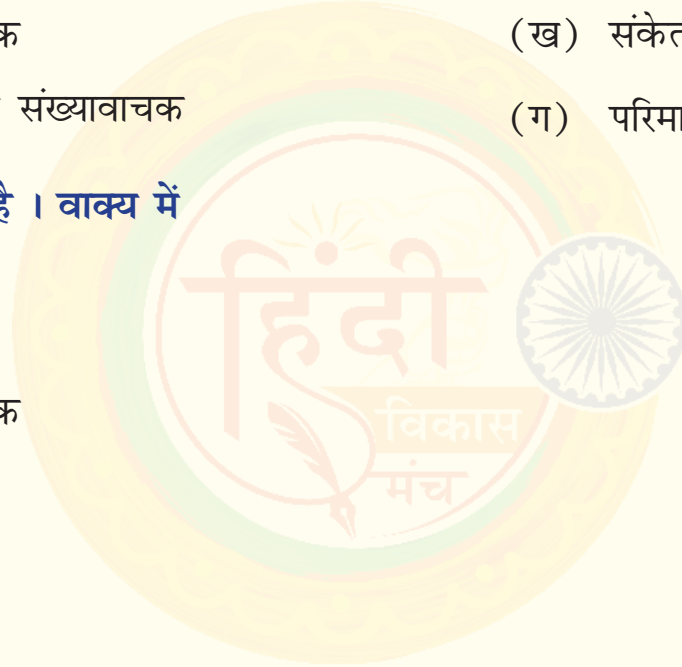 क
(ख) संकेत
संख्यावाचक
(ग) परिमा
है । वाक्य में
हिंदी
विकास
मंच
क